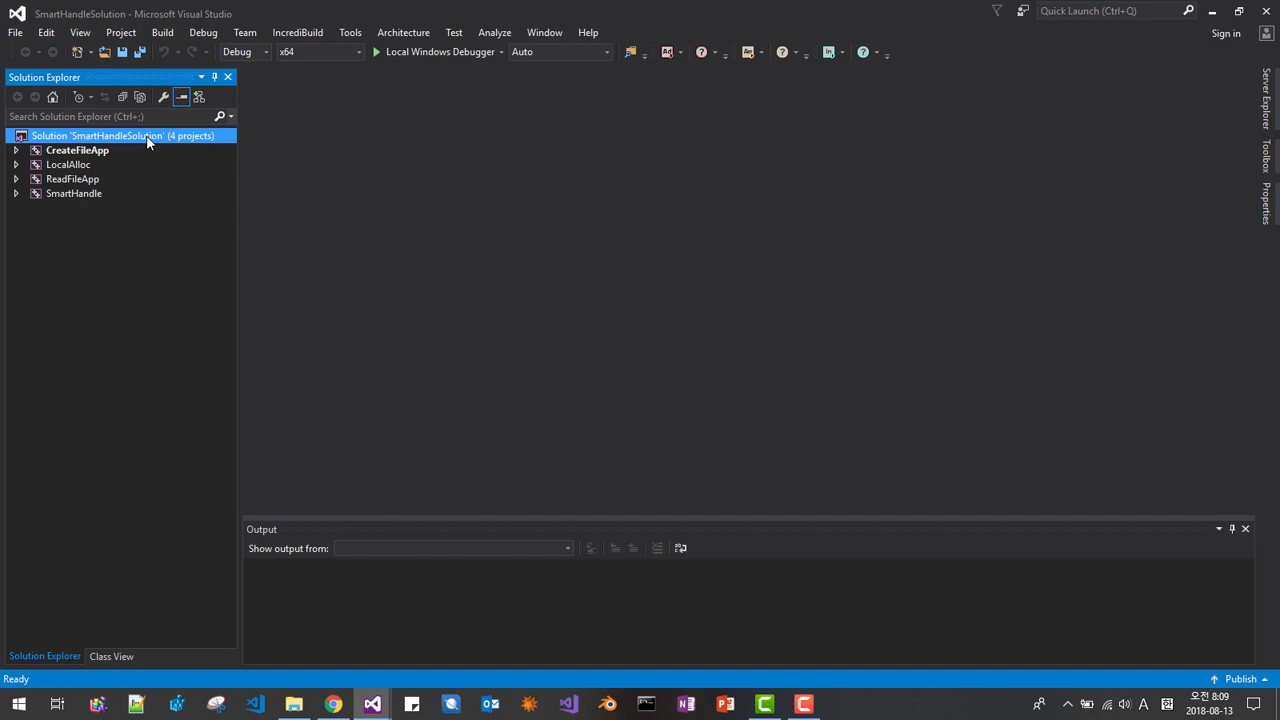 SmartHandleSolution - Microsoft Visual Studio
Quick Launch (Ctrl+Q)
File Edit View Project Build Debug Team IncrediBuild Tools Architecture Test Analyze Window Help
Sign in
Debug x64 Local Windows Debugger Auto
Solution Explorer
Search Solution Explorer (Ctrl+;)
Solution 'SmartHandleSolution' (4 projects)
CreateFileApp
LocalAlloc
ReadFileApp
SmartHandle
Server Explorer
Toolbox
Properties
Output
Show output from:
Solution Explorer Class View
Ready
Publish
A
오전 8:09
2018-08-13